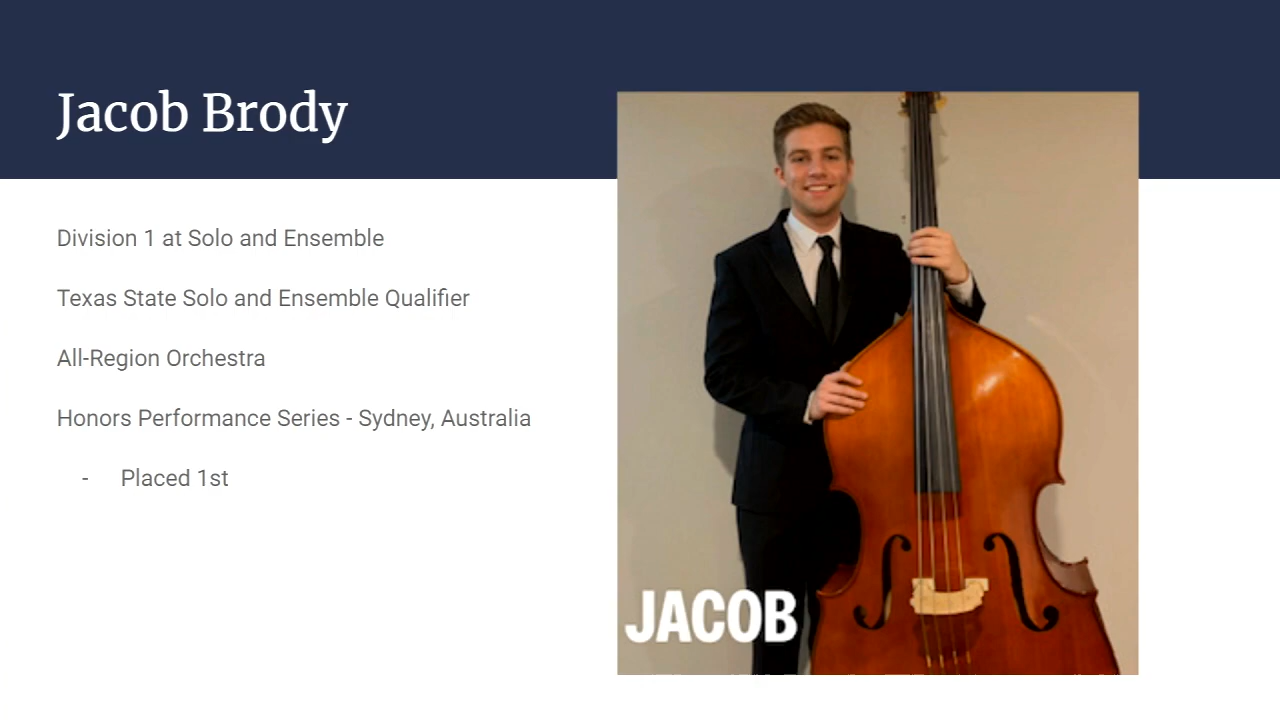 Jacob Brody
Division 1 at Solo and Ensemble
Texas State Solo and Ensemble Qualifier
All-Region Orchestra
Honors Performance Series - Sydney, Australia
- Placed 1st
JACOB